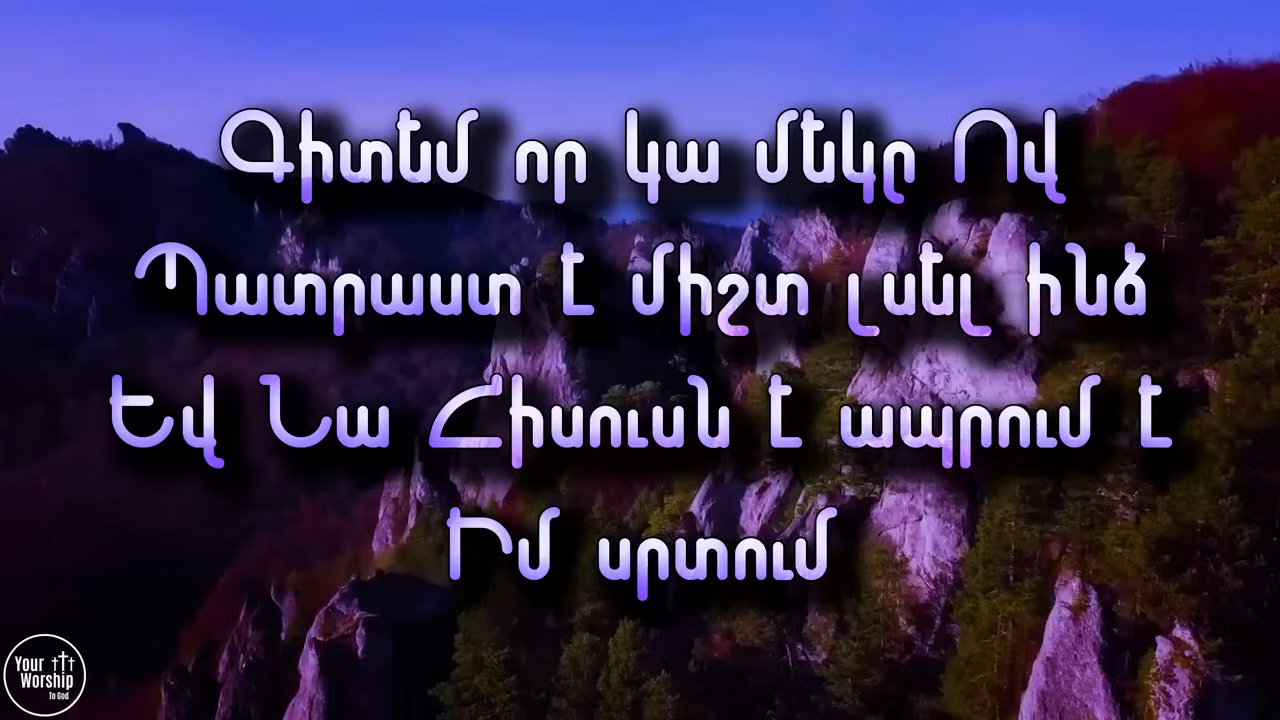 Գիտեմ որ կա մեկը Ով
Պատրաստ է միշտ լսել ինձ
Եվ Նա Հիսուսն է ապրում է
Իմ սրտում
Your
Worship
To God